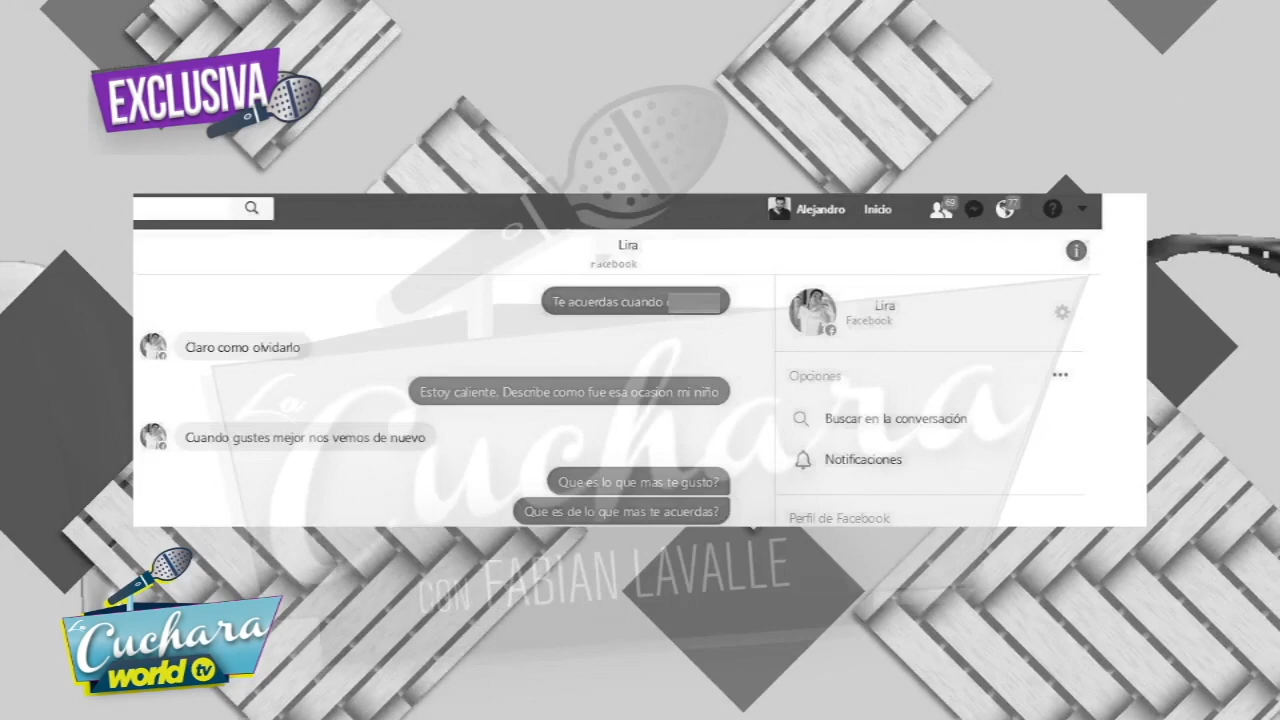 EXCLUSIVA
Alejandro Inicio 69 77
Lira
Facebook
Te acuerdas cuando
Lira
Facebook
Claro como olvidarlo
Opciones
Estoy caliente. Describe como fue esa ocasion mi niño
Buscar en la conversación
Cuando gustes mejor nos vemos de nuevo
Notificaciones
Que es lo que mas te gusto?
Que es de lo que mas te acuerdas?
Perfil de Facebook
La Cuchara
CON FABIAN LAVALLE
La Cuchara
world tv